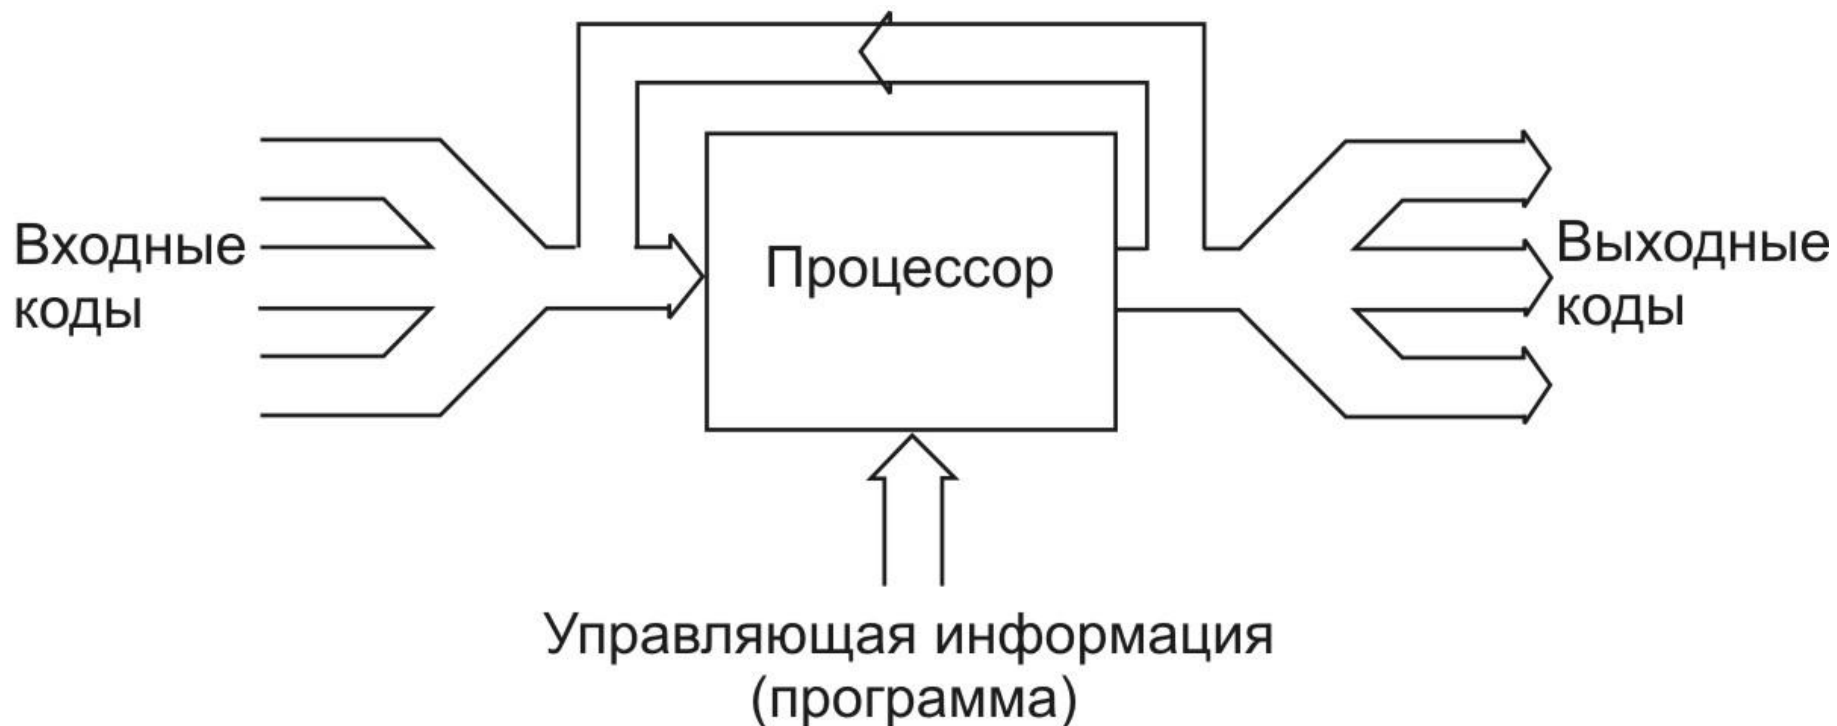 Входные
коды
Процессор
Выходные
коды
Управляющая информация
(программа)